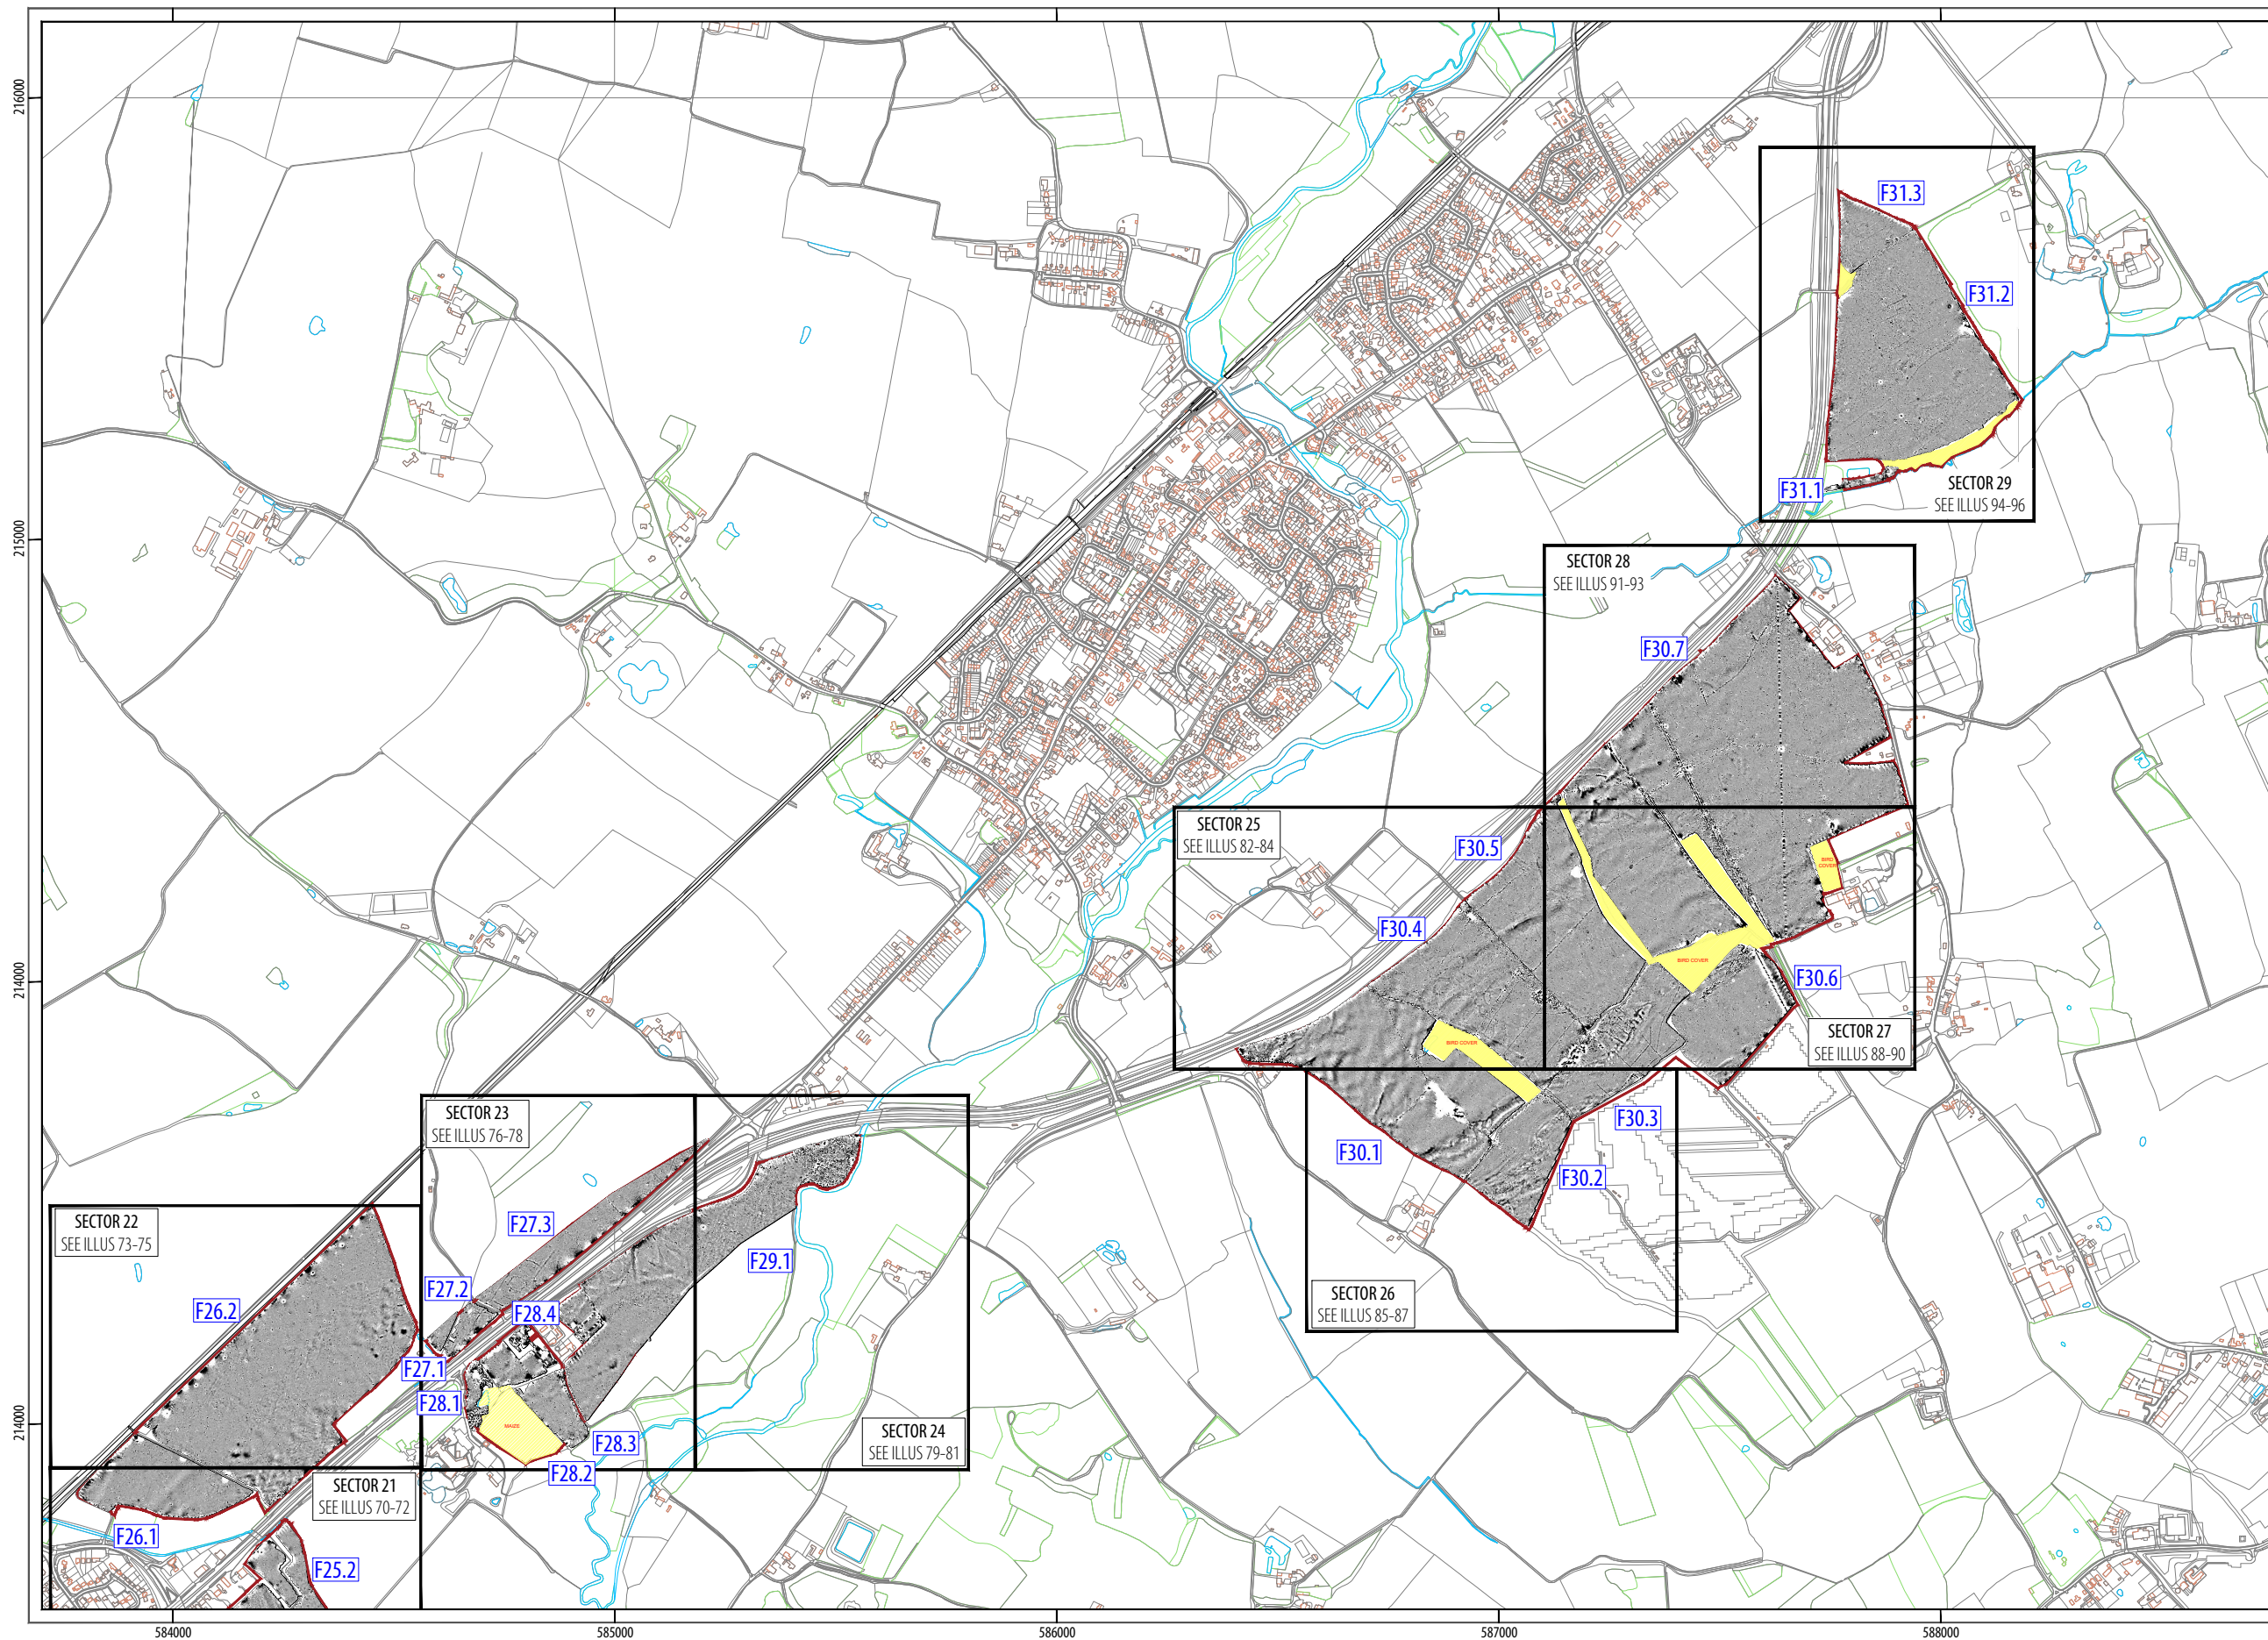 216000
215000
214000
214000
584000
585000
586000
587000
588000
F31.3
F31.2
F31.1
SECTOR 29
SEE ILLUS 94-96
SECTOR 28
SEE ILLUS 91-93
F30.7
SECTOR 25
SEE ILLUS 82-84
F30.5
F30.4
BIRD
COVER
BIRD COVER
F30.6
SECTOR 27
SEE ILLUS 88-90
BIRD COVER
F30.3
F30.1
F30.2
SECTOR 26
SEE ILLUS 85-87
SECTOR 23
SEE ILLUS 76-78
F27.3
F29.1
F27.2
F28.4
F27.1
F28.1
MAIZE
F28.3
F28.2
SECTOR 24
SEE ILLUS 79-81
SECTOR 22
SEE ILLUS 73-75
F26.2
SECTOR 21
SEE ILLUS 70-72
F26.1
F25.2